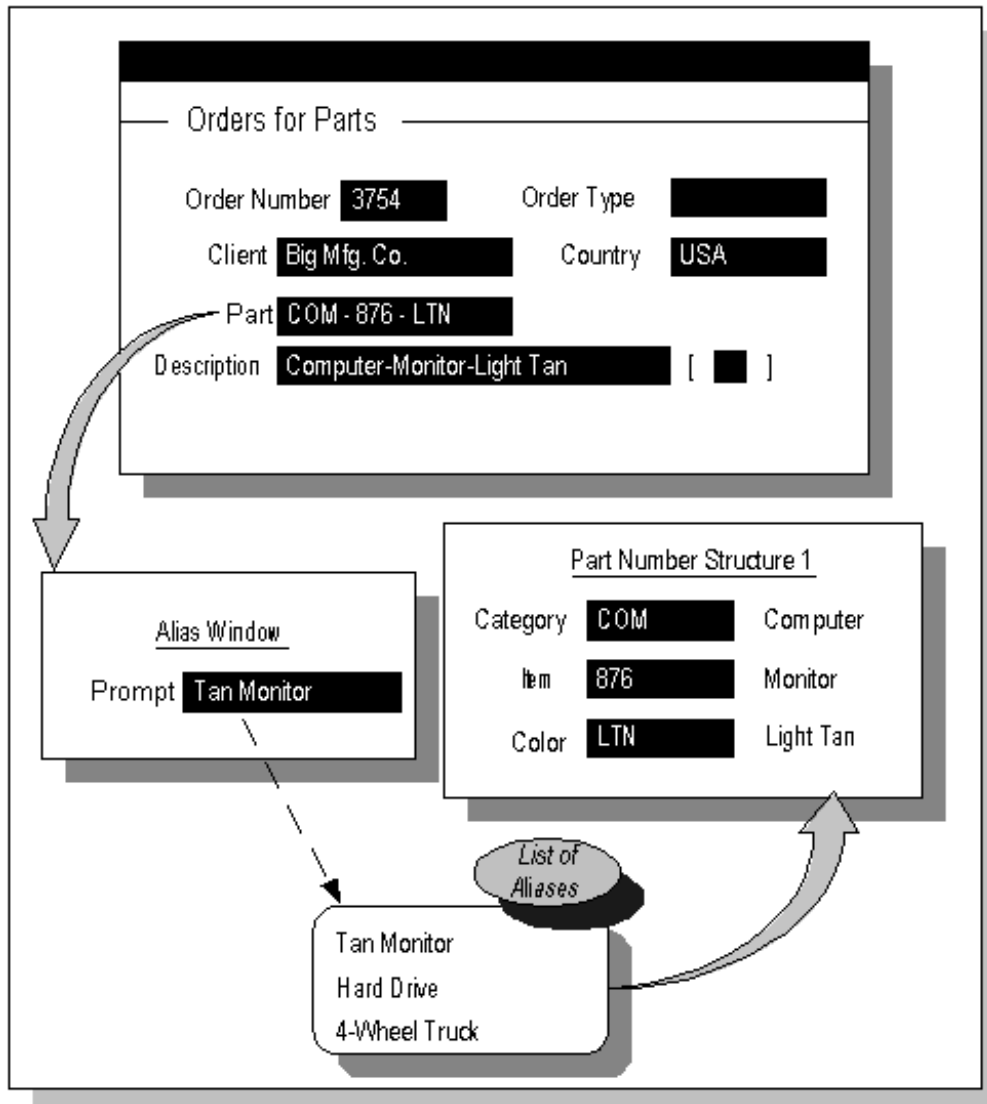 Orders for Parts
Order Number 3754 Order Type
Client Big Mfg. Co. Country USA
Part COM - 876 - LTN
Description Computer-Monitor-Light Tan [ ]
Part Number Structure 1
Category COM Computer
Item 876 Monitor
Color LTN Light Tan
Alias Window
Prompt Tan Monitor
List of
Aliases
Tan Monitor
Hard Drive
4-Wheel Truck